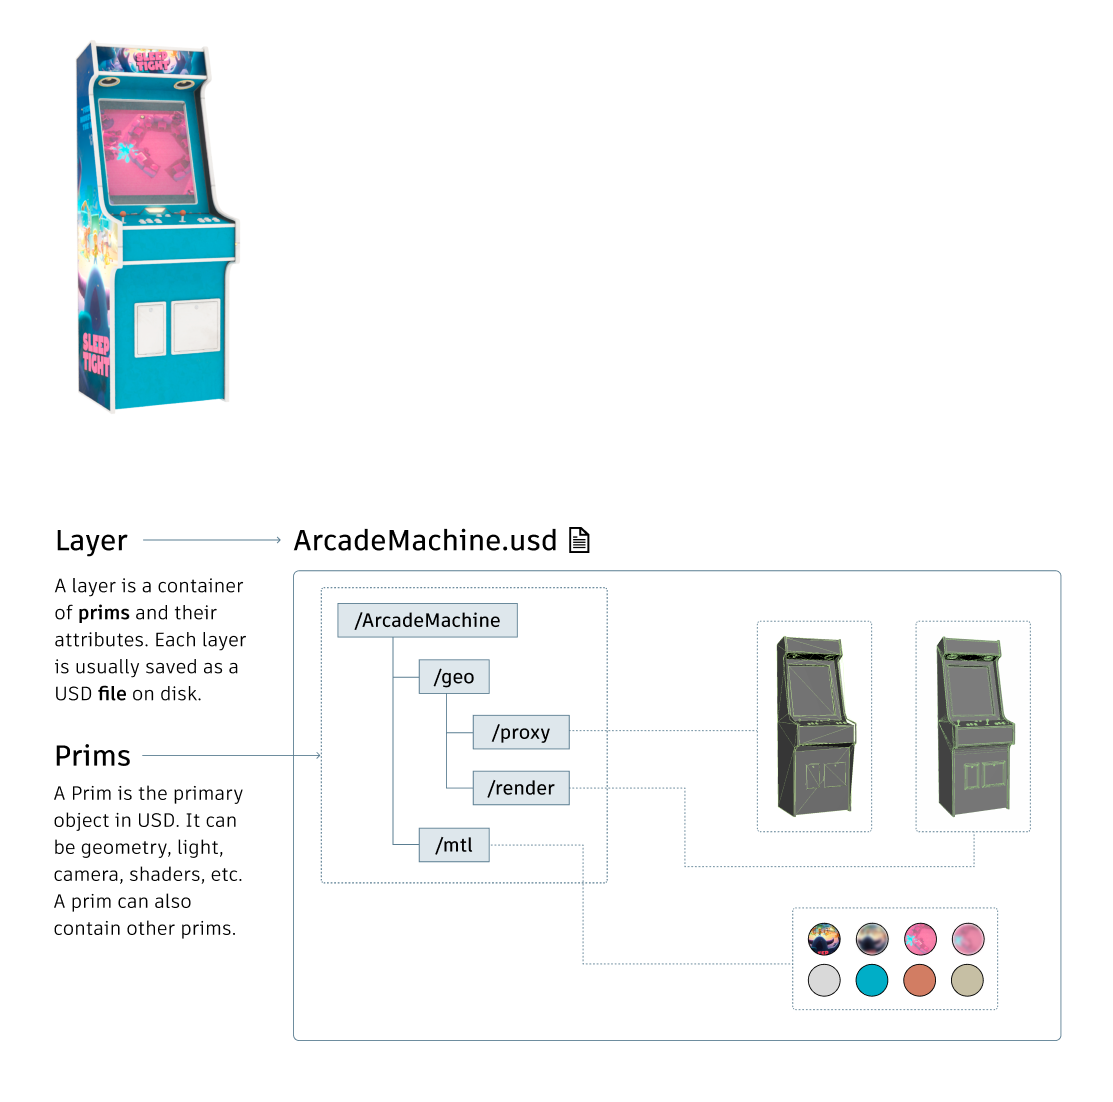 SLEEP
TIGHT
SLEEP
TIGHT
Layer
ArcadeMachine.usd
A layer is a container
of prims and their
attributes. Each layer
is usually saved as a
USD file on disk.
Prims
A Prim is the primary
object in USD. It can
be geometry, light,
camera, shaders, etc.
A prim can also
contain other prims.
/ArcadeMachine
/geo
/proxy
/render
/mtl